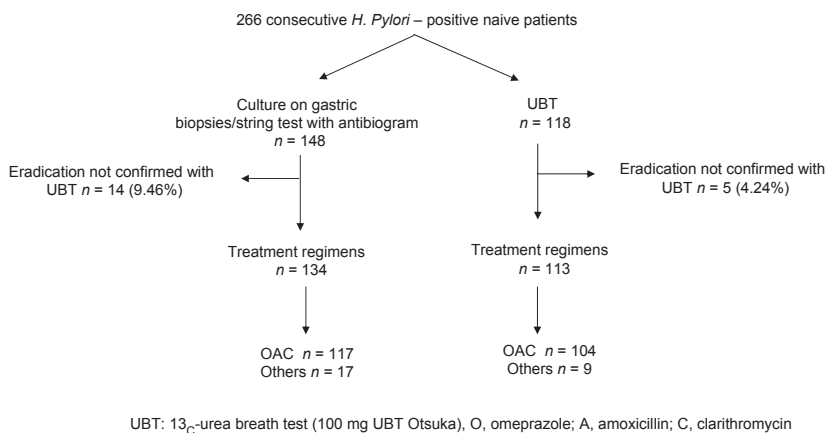 266 consecutive H. Pylori – positive naive patients
Culture on gastric
biopsies/string test with antibiogram
n = 148
UBT
n = 118
Eradication not confirmed with
UBT n = 14 (9.46%)
Eradication not confirmed with
UBT n = 5 (4.24%)
Treatment regimens
n = 134
Treatment regimens
n = 113
OAC n = 117
Others n = 17
OAC n = 104
Others n = 9
UBT: 13C-urea breath test (100 mg UBT Otsuka), O, omeprazole; A, amoxicillin; C, clarithromycin